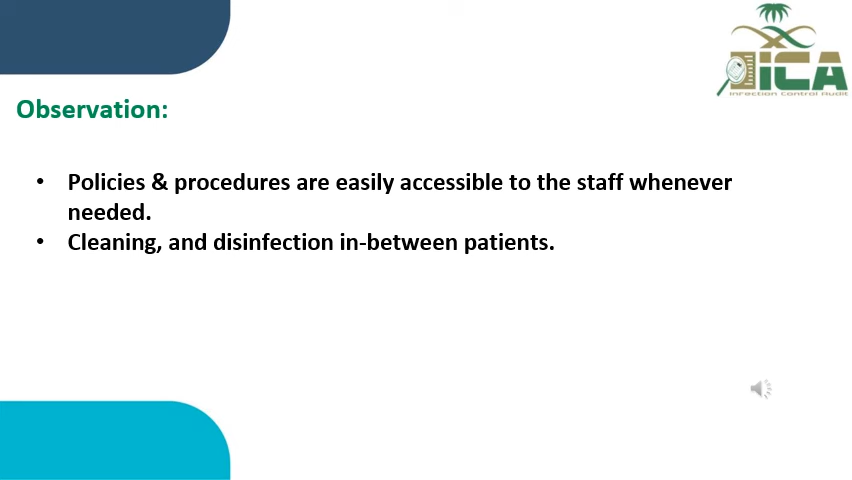 iCA
Infection Control Audit
Observation:
• Policies & procedures are easily accessible to the staff whenever
needed.
• Cleaning, and disinfection in-between patients.